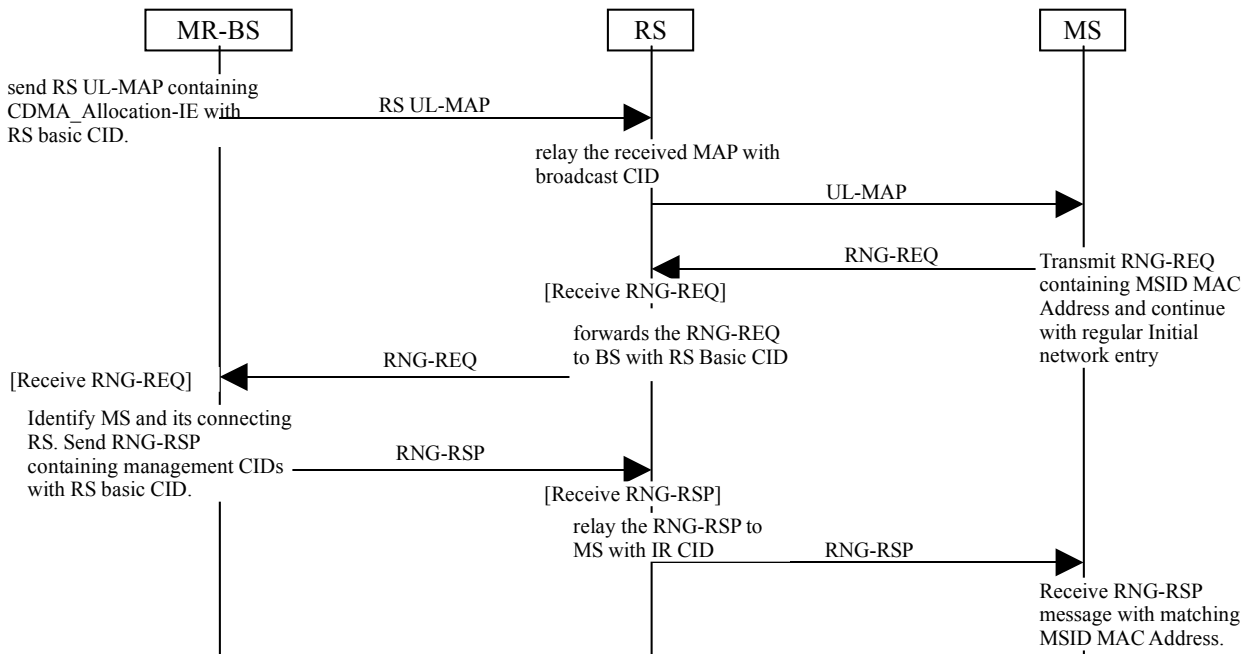 MR-BS
RS
MS
send RS UL-MAP containing
CDMA_Allocation-IE with
RS basic CID.
RS UL-MAP
relay the received MAP with
broadcast CID
UL-MAP
RNG-REQ
Transmit RNG-REQ
containing MSID MAC
Address and continue
with regular Initial
network entry
[Receive RNG-REQ]
forwards the RNG-REQ
to BS with RS Basic CID
RNG-REQ
[Receive RNG-REQ]
Identify MS and its connecting
RS. Send RNG-RSP
containing management CIDs
with RS basic CID.
RNG-RSP
[Receive RNG-RSP]
relay the RNG-RSP to
MS with IR CID
RNG-RSP
Receive RNG-RSP
message with matching
MSID MAC Address.